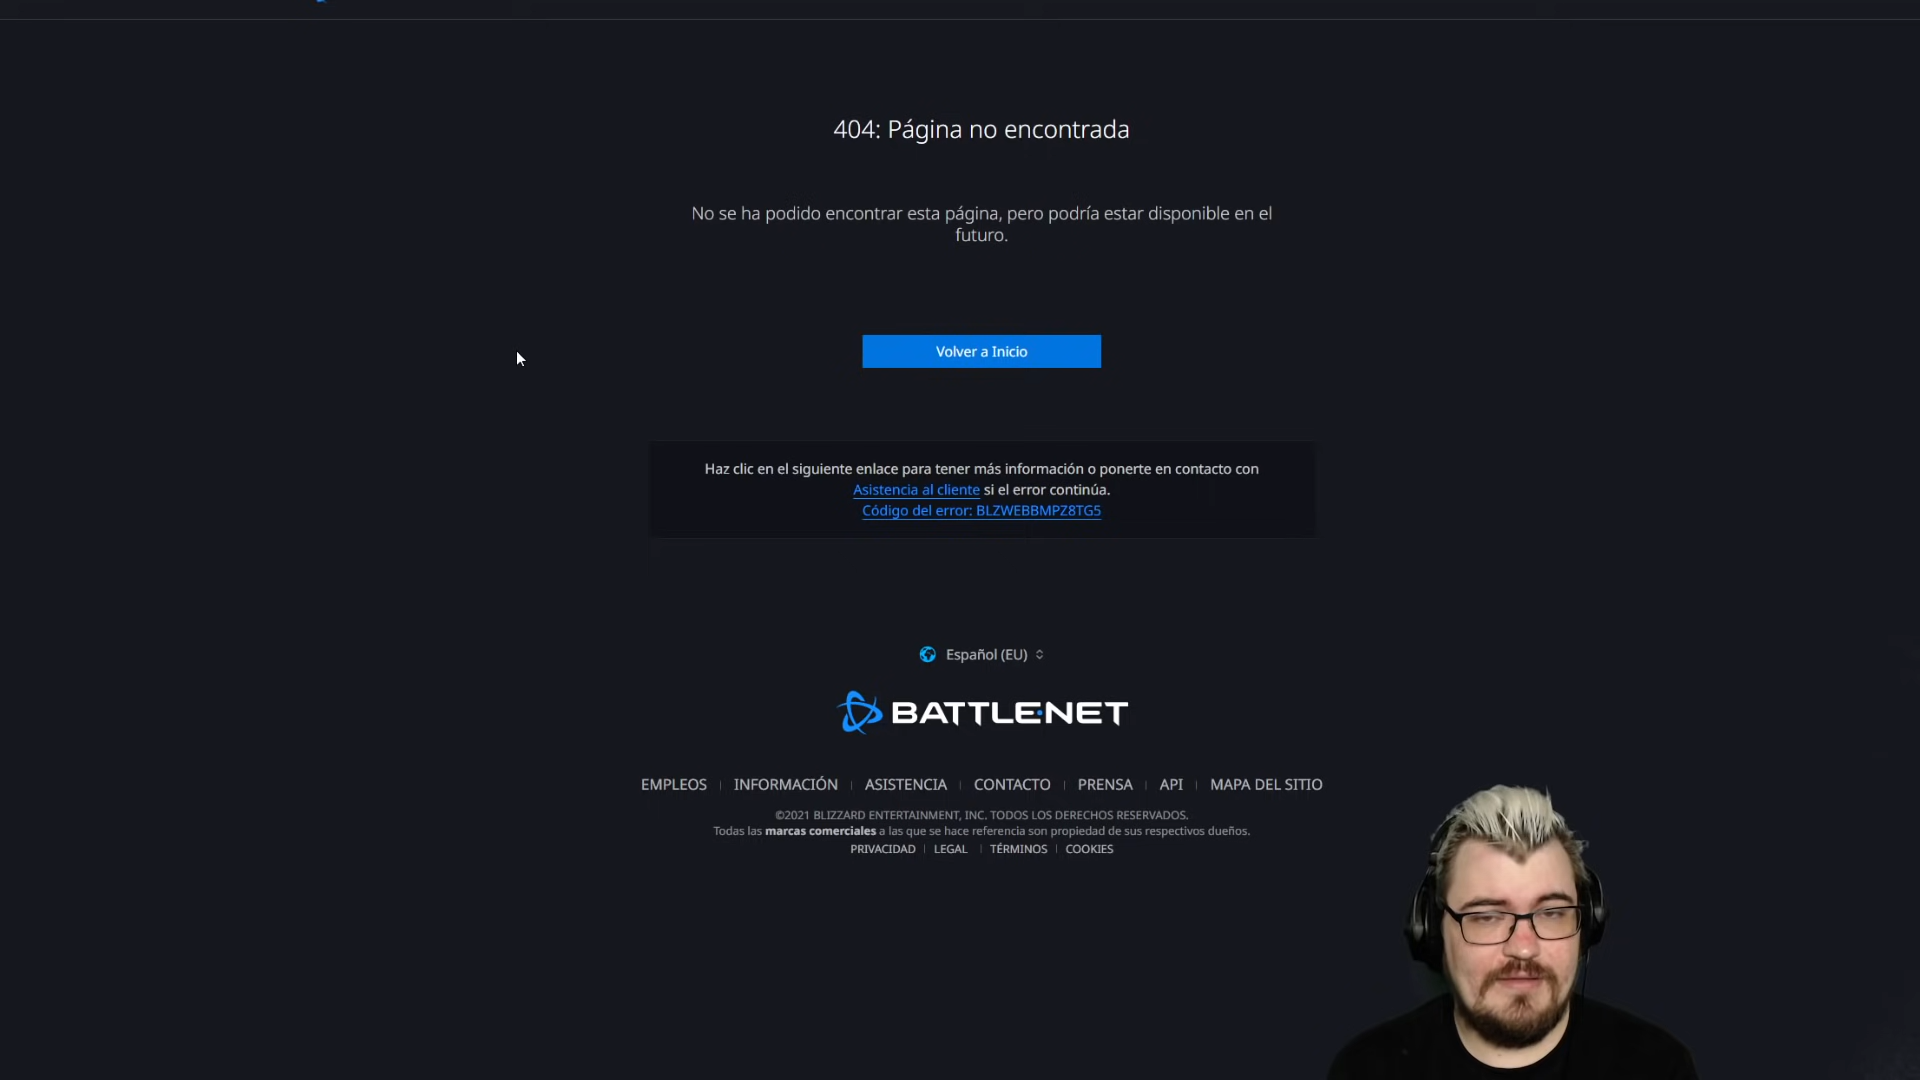 404: Página no encontrada
No se ha podido encontrar esta página, pero podría estar disponible en el
futuro.
Volver a Inicio
Haz clic en el siguiente enlace para tener más información o ponerte en contacto con
Asistencia al cliente si el error continúa.
Código del error: BLZWEBBMPZ8TG5
Español (EU)
BATTLE.NET
EMPLEOS | INFORMACIÓN | ASISTENCIA | CONTACTO | PRENSA | API | MAPA DEL SITIO
©2021 BLIZZARD ENTERTAINMENT, INC. TODOS LOS DERECHOS RESERVADOS.
Todas las marcas comerciales a las que se hace referencia son propiedad de sus respectivos dueños.
PRIVACIDAD | LEGAL | TÉRMINOS | COOKIES